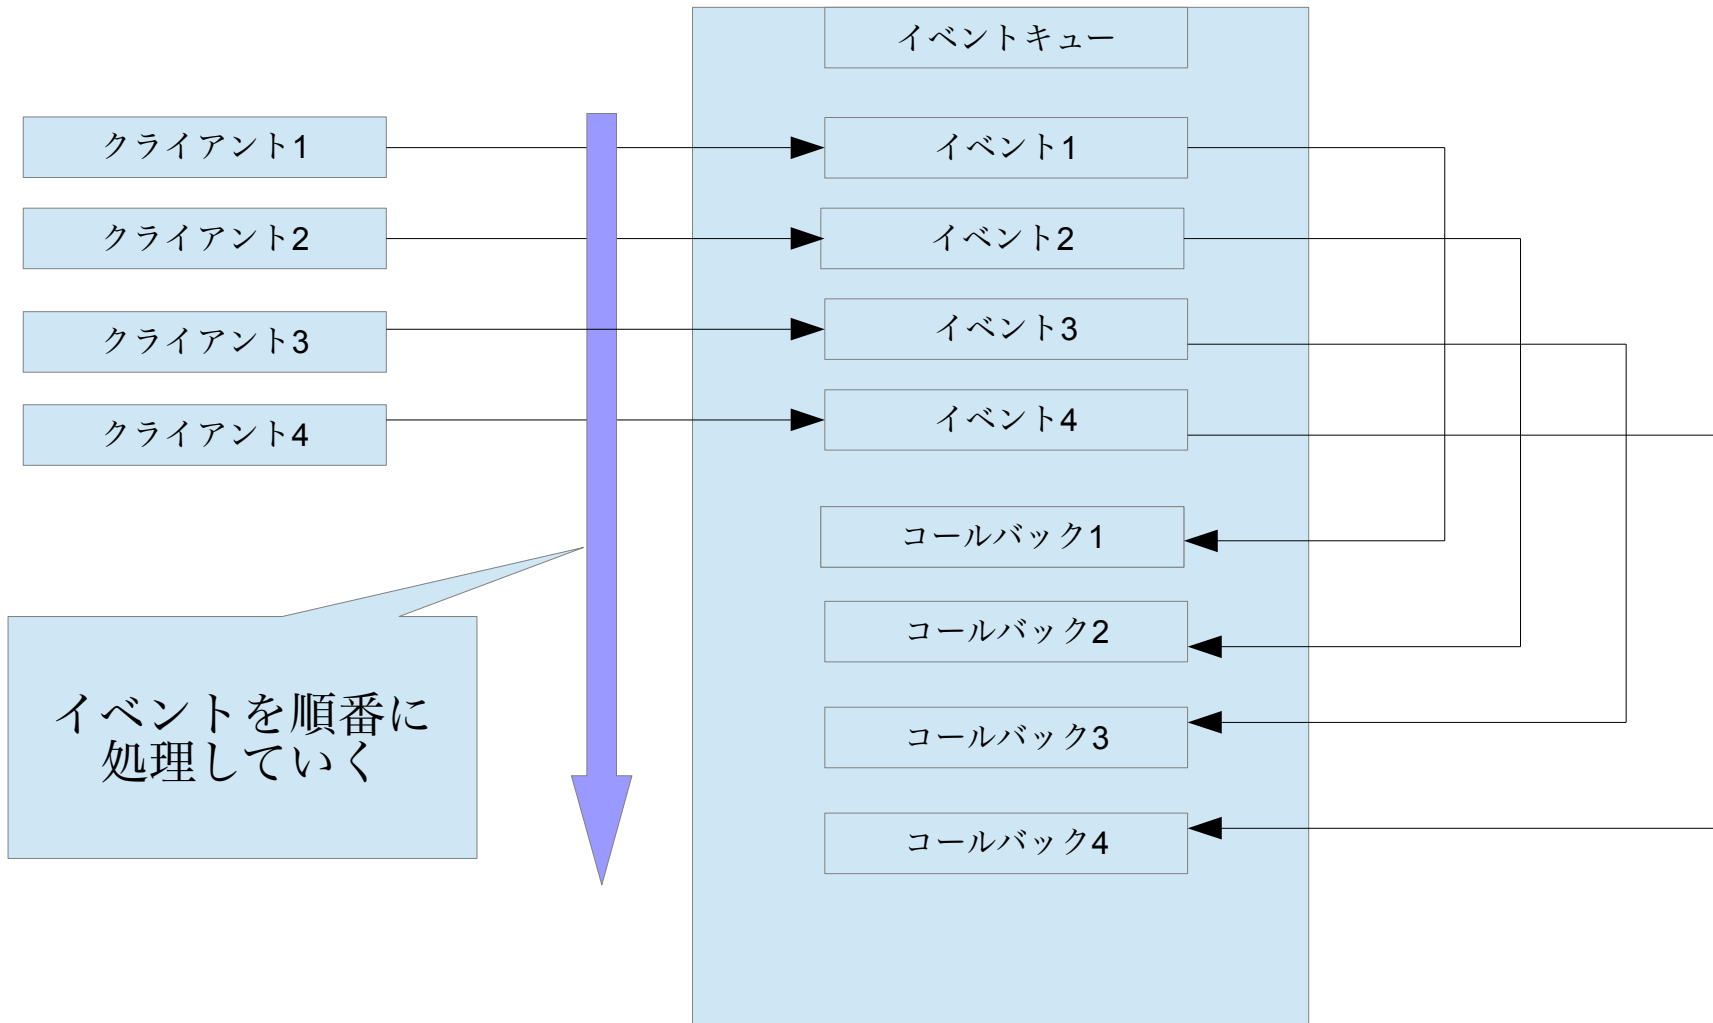 イベントキュー
クライアント1
イベント1
クライアント2
イベント2
クライアント3
イベント3
クライアント4
イベント4
コールバック1
コールバック2
コールバック3
コールバック4
イベントを順番に
処理していく